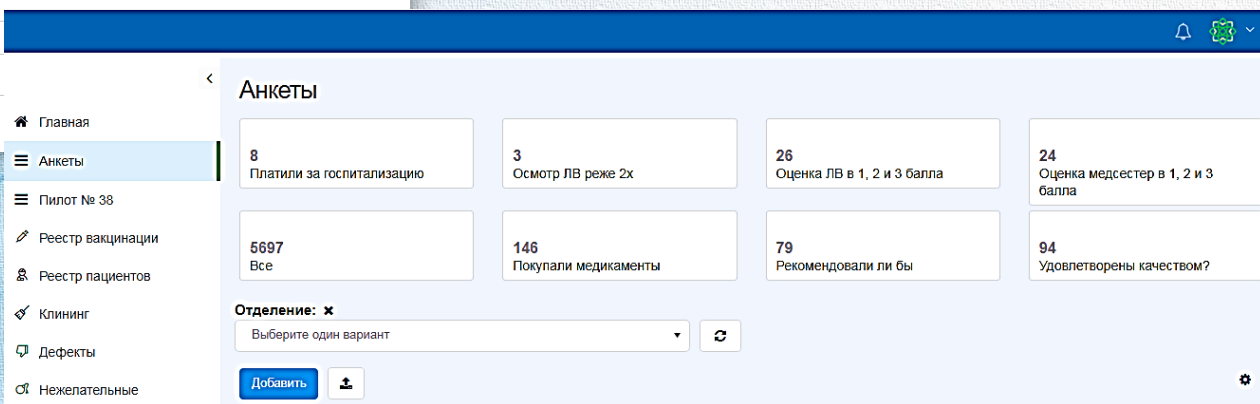 Анкеты
Главная
Анкеты
Пилот № 38
Реестр вакцинации
Реестр пациентов
Клининг
Дефекты
Нежелательные
8
Платили за госпитализацию
3
Осмотр ЛВ реже 2х
26
Оценка ЛВ в 1, 2 и 3 балла
24
Оценка медсестер в 1, 2 и 3
балла
5697
Все
146
Покупали медикаменты
79
Рекомендовали ли бы
94
Удовлетворены качеством?
Отделение:
Выберите один вариант
Добавить